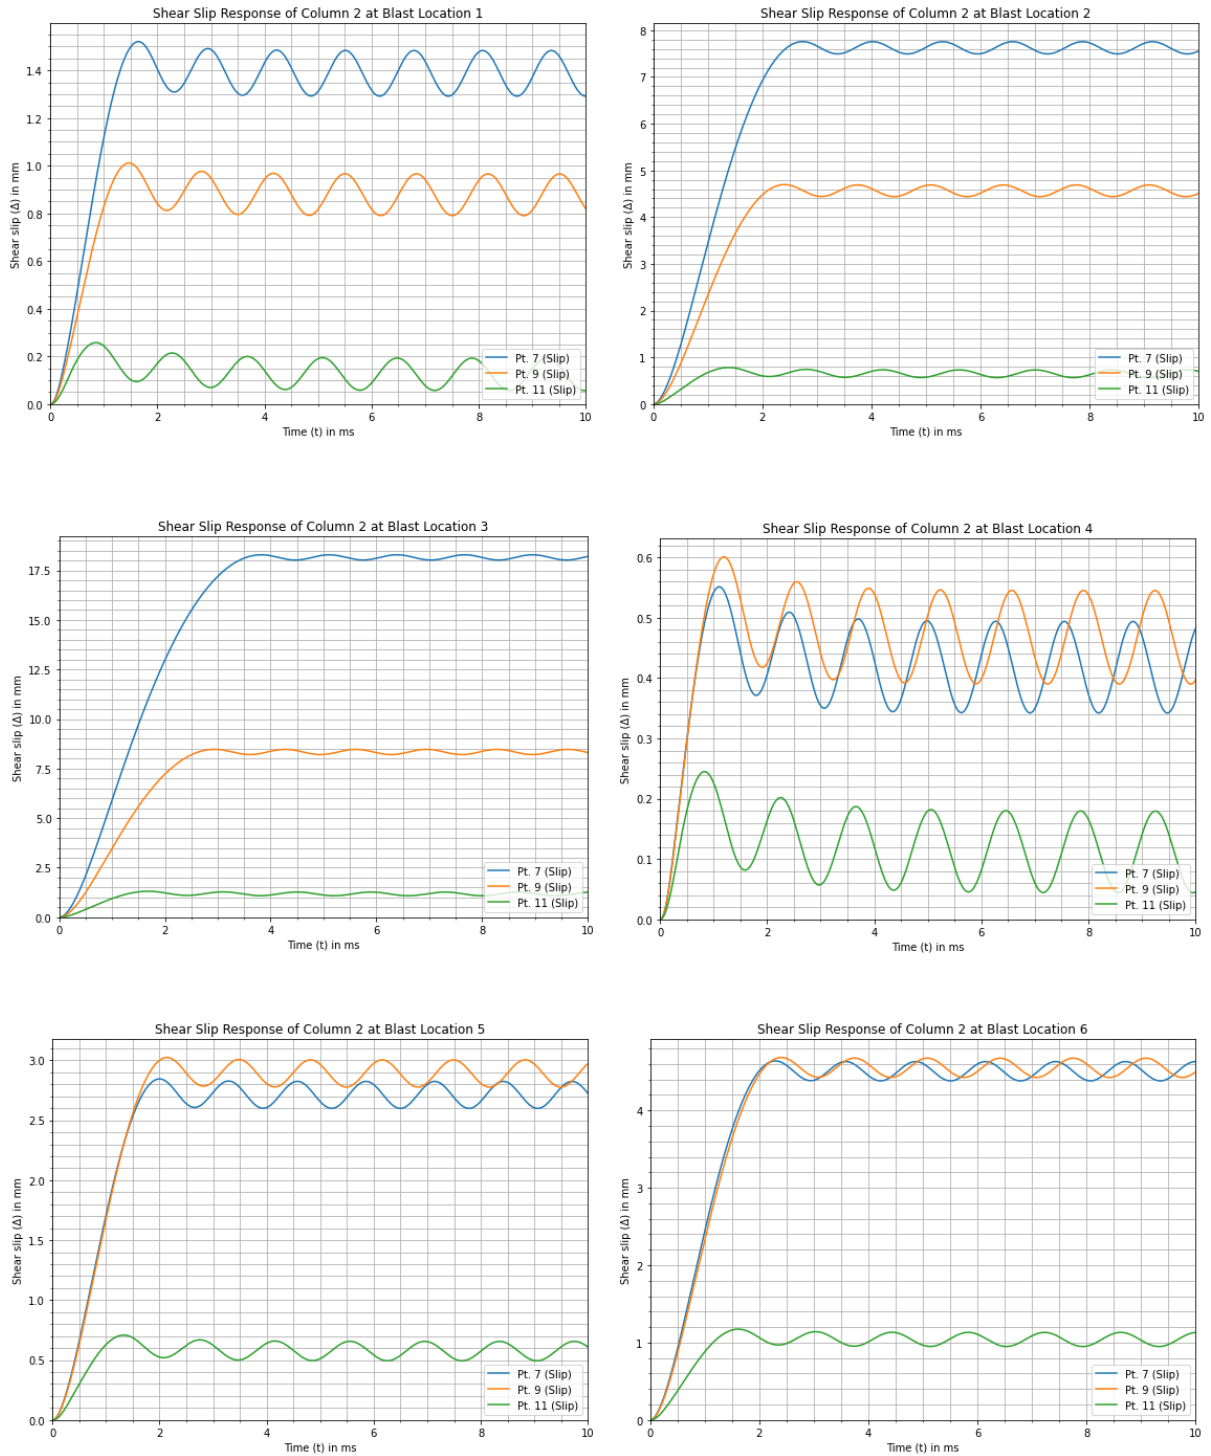 Shear Slip Response of Column 2 at Blast Location 1
1.4
1.2
1.0
0.8
0.6
0.4
0.2
0.0
Shear slip (Δ) in mm
Pt. 7 (Slip)
Pt. 9 (Slip)
Pt. 11 (Slip)
0 2 4 6 8 10
Time (t) in ms
Shear Slip Response of Column 2 at Blast Location 2
8
7
6
5
4
3
2
1
0
Shear slip (Δ) in mm
Pt. 7 (Slip)
Pt. 9 (Slip)
Pt. 11 (Slip)
0 2 4 6 8 10
Time (t) in ms
Shear Slip Response of Column 2 at Blast Location 3
17.5
15.0
12.5
10.0
7.5
5.0
2.5
0.0
Shear slip (Δ) in mm
Pt. 7 (Slip)
Pt. 9 (Slip)
Pt. 11 (Slip)
0 2 4 6 8 10
Time (t) in ms
Shear Slip Response of Column 2 at Blast Location 4
0.6
0.5
0.4
0.3
0.2
0.1
0.0
Shear slip (Δ) in mm
Pt. 7 (Slip)
Pt. 9 (Slip)
Pt. 11 (Slip)
0 2 4 6 8 10
Time (t) in ms
Shear Slip Response of Column 2 at Blast Location 5
3.0
2.5
2.0
1.5
1.0
0.5
0.0
Shear slip (Δ) in mm
Pt. 7 (Slip)
Pt. 9 (Slip)
Pt. 11 (Slip)
0 2 4 6 8 10
Time (t) in ms
Shear Slip Response of Column 2 at Blast Location 6
4
3
2
1
0
Shear slip (Δ) in mm
Pt. 7 (Slip)
Pt. 9 (Slip)
Pt. 11 (Slip)
0 2 4 6 8 10
Time (t) in ms